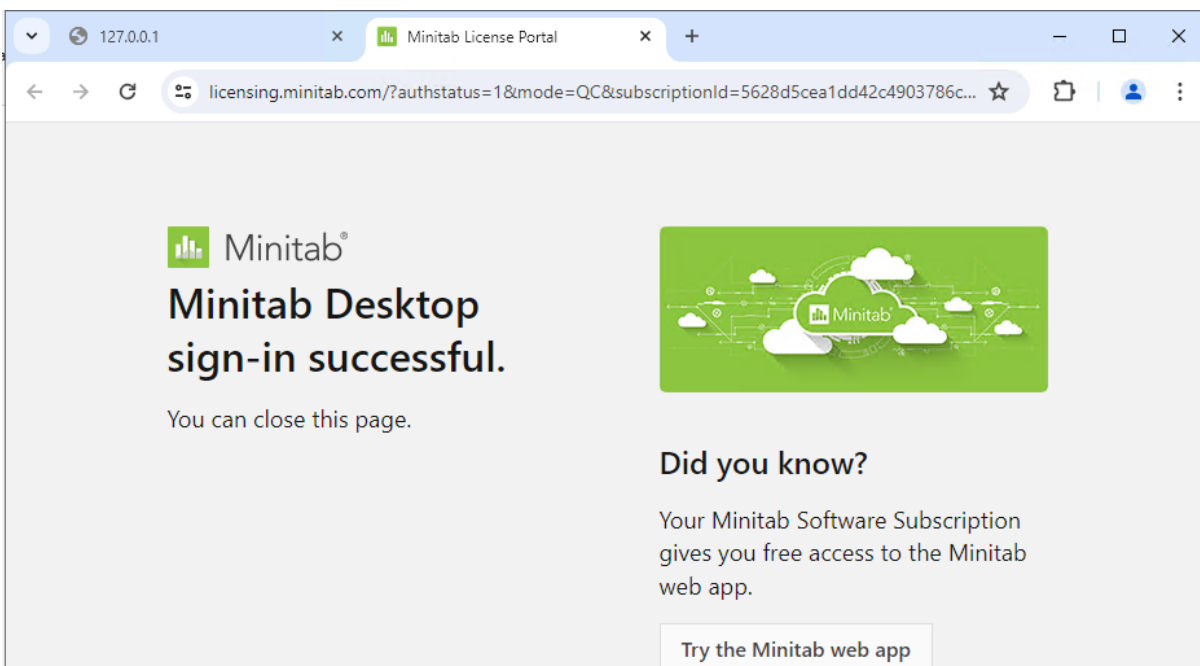 127.0.0.1
Minitab License Portal
licensing.minitab.com/?authstatus=1&mode=QC&subscriptionId=5628d5cea1dd42c4903786c...
Minitab®
Minitab Desktop
sign-in successful.
You can close this page.
Minitab
Did you know?
Your Minitab Software Subscription
gives you free access to the Minitab
web app.
Try the Minitab web app